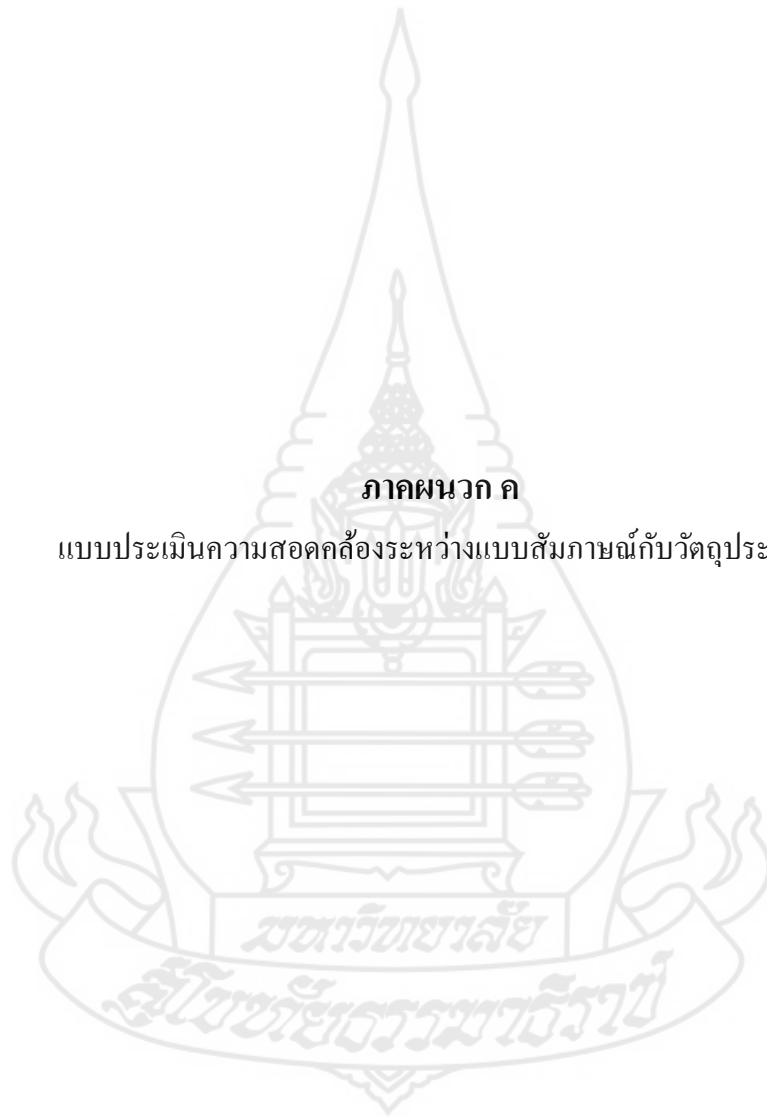 ภาคผนวก ค
แบบประเมินความสอดคล้องระหว่างแบบสัมภาษณ์กับวัตถุประ
มหาวิทยาลัย
สุโขทัยธรรมาธิราช